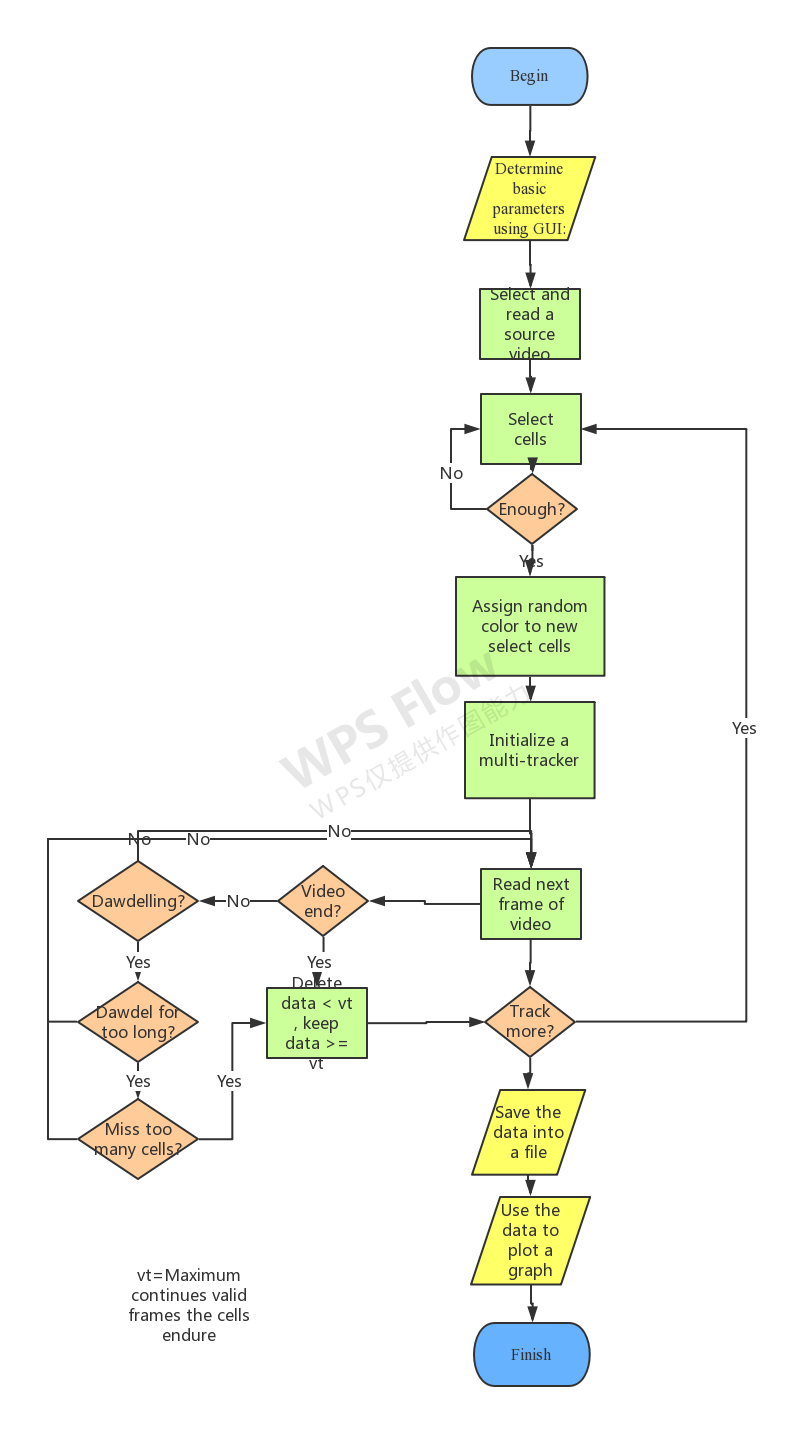 Begin
Determine
basic
parameters
using GUI:
Select and
read a
source
video
Select
cells
No
Enough?
Yes
Assign random
color to new
select cells
WPS Flow
WPS仅提供作图能力
Initialize a
multi-tracker
Yes
No
No
No
Dawdelling?
No
Video
end?
Read next
frame of
video
Yes
Yes
Dawdel for
too long?
Delete
data < vt
, keep
data >=
vt
Track
more?
Yes
Yes
Miss too
many cells?
Save the
data into
a file
Use the
data to
plot a
graph
vt=Maximum
continues valid
frames the cells
endure
Finish